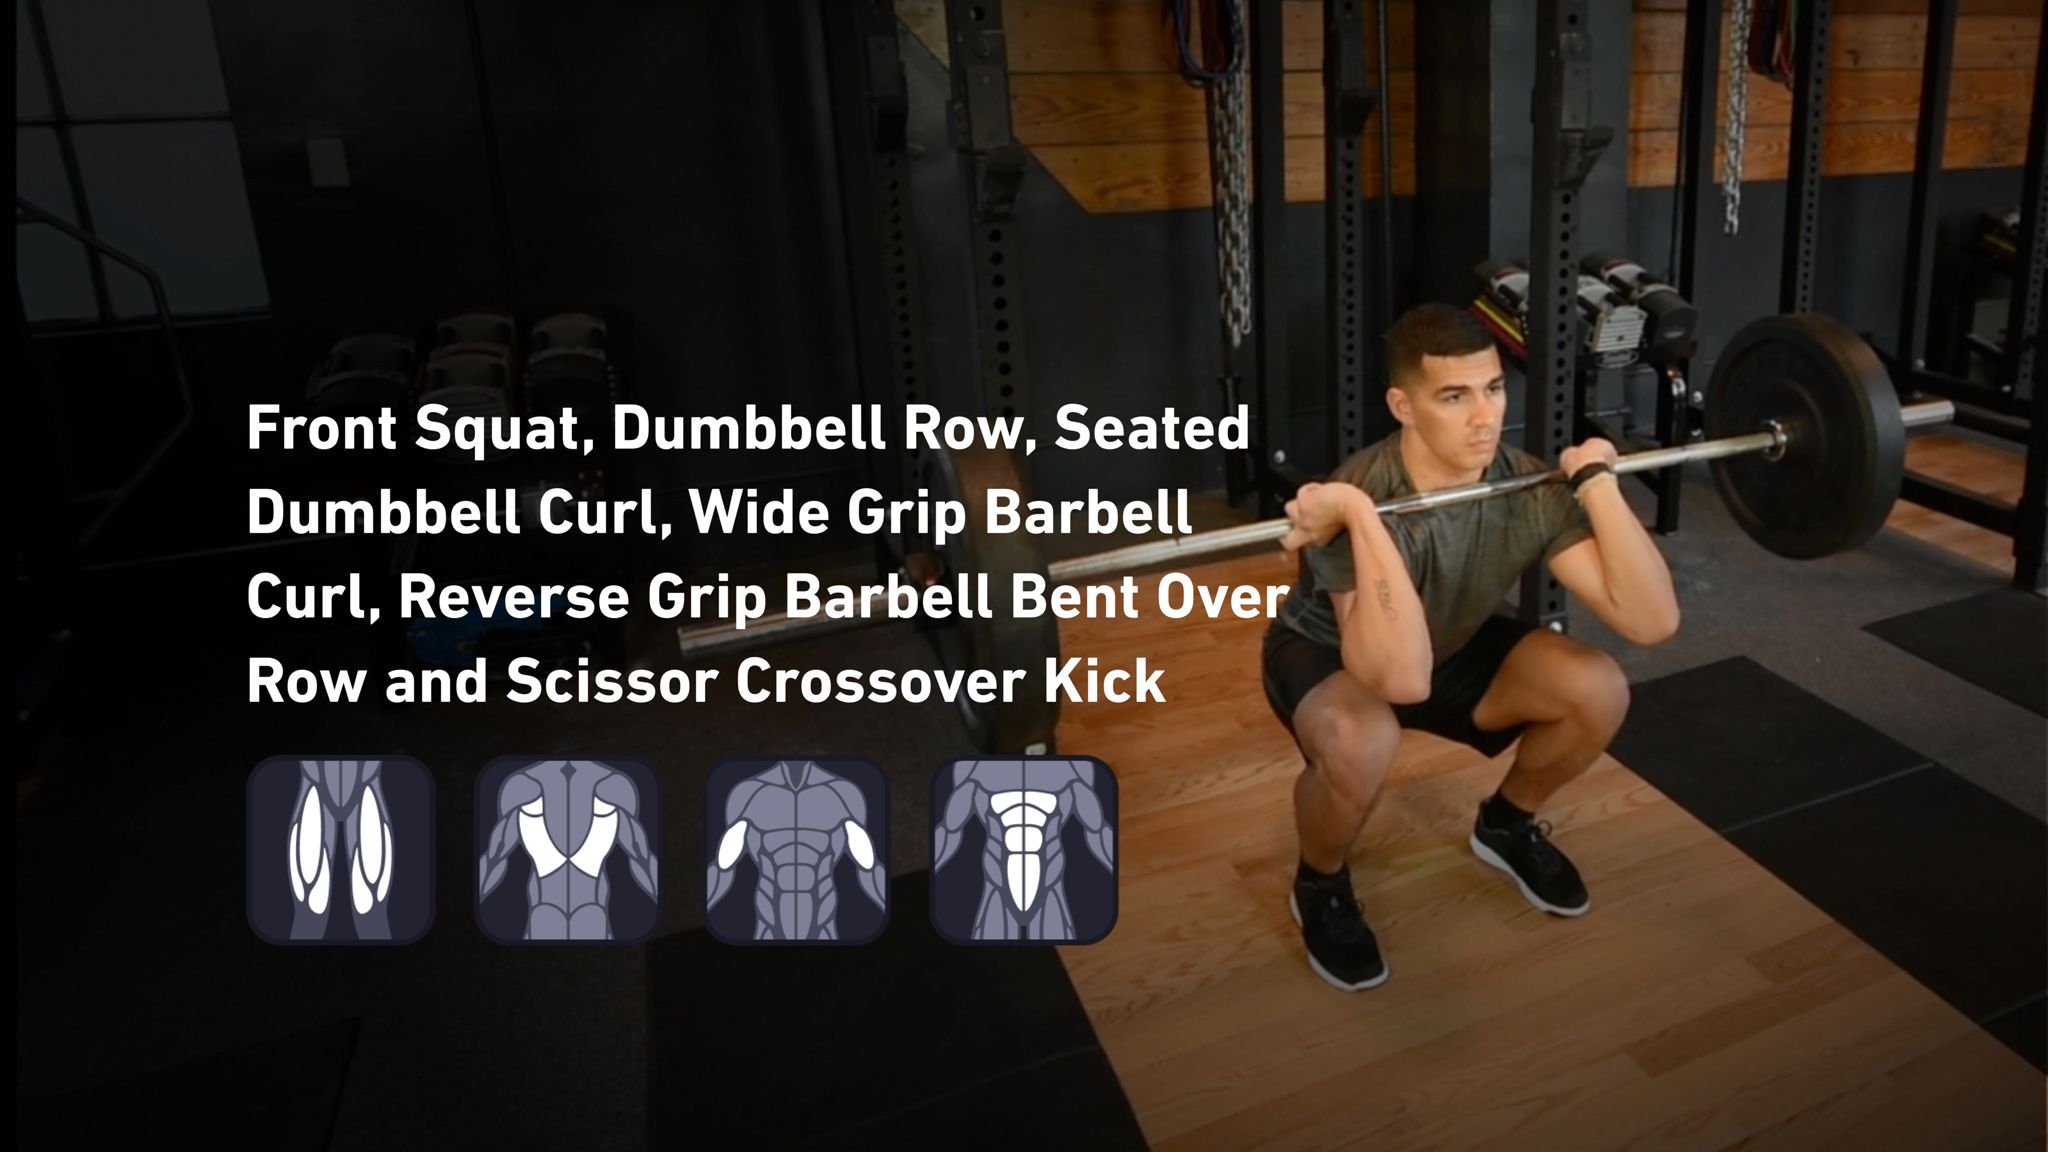 Front Squat, Dumbbell Row, Seated
Dumbbell Curl, Wide Grip Barbell
Curl, Reverse Grip Barbell Bent Over
Row and Scissor Crossover Kick